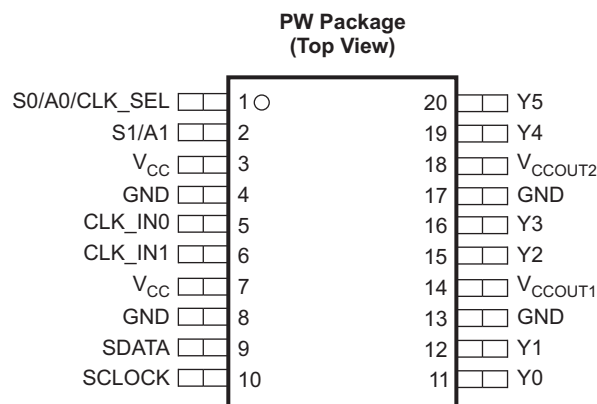 PW Package
(Top View)
S0/A0/CLK_SEL 1 20 Y5
S1/A1 2 19 Y4
VCC 3 18 VCCOUT2
GND 4 17 GND
CLK_IN0 5 16 Y3
CLK_IN1 6 15 Y2
VCC 7 14 VCCOUT1
GND 8 13 GND
SDATA 9 12 Y1
SCLOCK 10 11 Y0